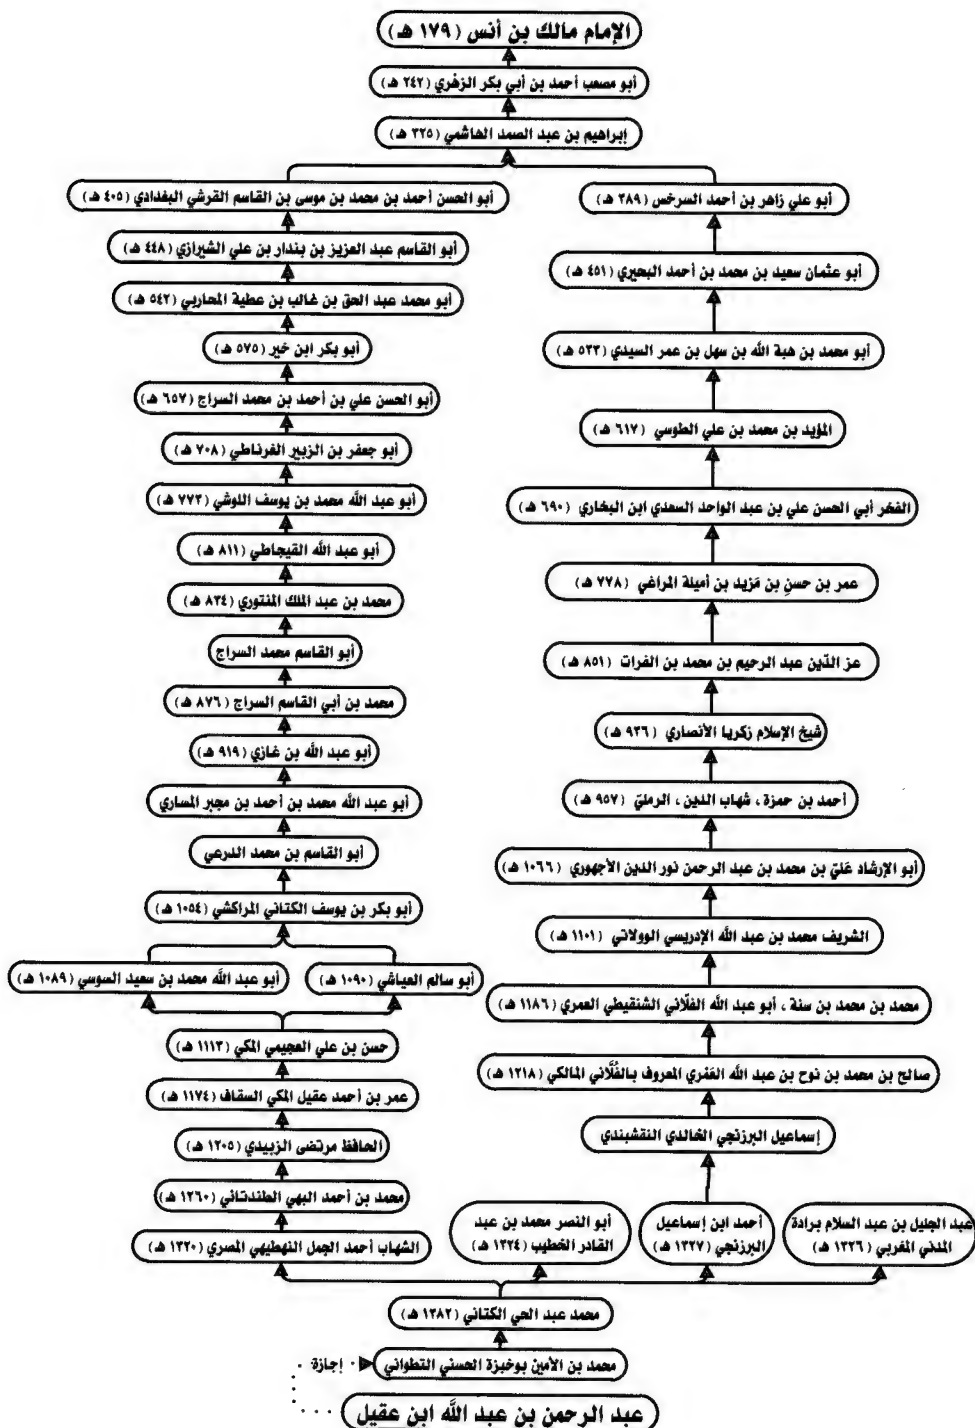 الإمام مالك بن أنس (١٧٩ هـ)
أبو مصعب أحمد بن أبي بكر الزهْري (٢٤٢ هـ)
إبراهيم بن عبد الصمد الهاشمي (٣٢٥ هـ)
أبو علي زاهر بن أحمد السرخس (٣٨٩ هـ)
أبو عثمان سعيد بن محمد بن أحمد البحيري (٤٥١ هـ)
أبو محمد بن هبة الله بن سهل بن عمر السيدي (٥٣٣ هـ)
المؤيد بن محمد بن علي الطوسي (٦١٧ هـ)
الفخر أبي الحسن علي بن عبد الواحد السعدي ابن البخاري (٦٩٠ هـ)
عمر بن حسنِ بن مَزيد بن أميلة المراغي (٧٧٨ هـ)
عز الدّين عبد الرحيم بن محمد بن الفرات (٨٥١ هـ)
شيخ الإسلام زكريا الأنصاري (٩٣٦ هـ)
أحمد بن حمزة ، شهاب الدين ، الرمليّ (٩٥٧ هـ)
أبو الإرشاد عَليّ بن محمد بن عبد الرحمن نور الدين الأجهوري (١٠٦٦ هـ)
الشريف محمد بن عبد الله الإدريسي الوولاتي (١١٠١ هـ)
محمد بن محمد بن سنة ، أبو عبد الله الفلّاني الشنقيطي العمري (١١٨٦ هـ)
صالح بن محمد بن نوح بن عبد الله العَمْري المعروف بالفُلَّاني المالكي (١٢١٨ هـ)
إسماعيل البرزنجي الخالدي النقشبندي
عبد الجليل بن عبد السلام برادة
المدني المغربي (١٣٢٦ هـ)
أحمد ابن إسماعيل
البرزنجي (١٣٢٧ هـ)
أبو النصر محمد بن عبد
القادر الخطيب (١٣٢٤ هـ)
أبو الحسن أحمد بن محمد بن موسى بن القاسم القرشي البغدادي (٤٠٥ هـ)
أبو القاسم عبد العزيز بن بندار بن علي الشيرازي (٤٤٨ هـ)
أبو محمد عبد الحق بن غالب بن عطية المحاربي (٥٤٢ هـ)
أبو بكر ابن خير (٥٧٥ هـ)
أبو الحسن علي بن أحمد بن محمد السراج (٦٥٧ هـ)
أبو جعفر بن الزبير الغرناطي (٧٠٨ هـ)
أبو عبد الله محمد بن يوسف اللوشي (٧٧٣ هـ)
أبو عبد الله القيجاطي (٨١١ هـ)
محمد بن عبد الملك المنتوري (٨٣٤ هـ)
أبو القاسم محمد السراج
محمد بن أبي القاسم السراج (٨٧٦ هـ)
أبو عبد الله بن غازي (٩١٩ هـ)
أبو عبد الله محمد بن أحمد بن مجبر المساري
أبو القاسم بن محمد الدرعي
أبو بكر بن يوسف الكتاني المراكشي (١٠٥٤ هـ)
أبو سالم العياشي (١٠٩٠ هـ)
أبو عبد الله محمد بن سعيد السوسي (١٠٨٩ هـ)
حسن بن علي العجيمي المكي (١١١٣ هـ)
عمر بن أحمد عقيل المكي السقاف (١١٧٤ هـ)
الحافظ مرتضى الزبيدي (١٢٠٥ هـ)
محمد بن أحمد البهي الطندتائي (١٢٦٠ هـ)
الشهاب أحمد الجمل النهطيهي المصري (١٣٢٠ هـ)
محمد عبد الحي الكتاني (١٣٨٢ هـ)
محمد بن الأمين بوخبزة الحسني التطواني
إجازة
عبد الرحمن بن عبد الله ابن عقيل